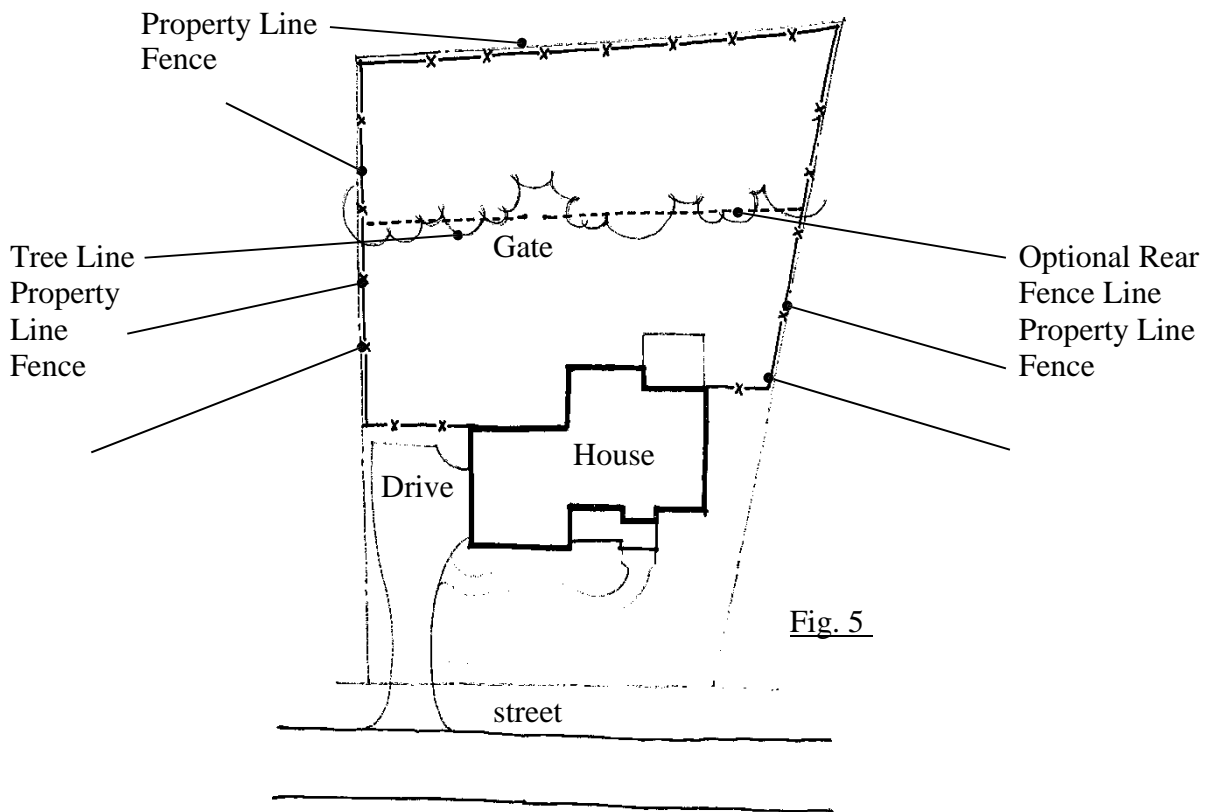 Property Line
Fence
Gate
Tree Line
Property
Line
Fence
Optional Rear
Fence Line
Property Line
Fence
House
Drive
Fig. 5
street